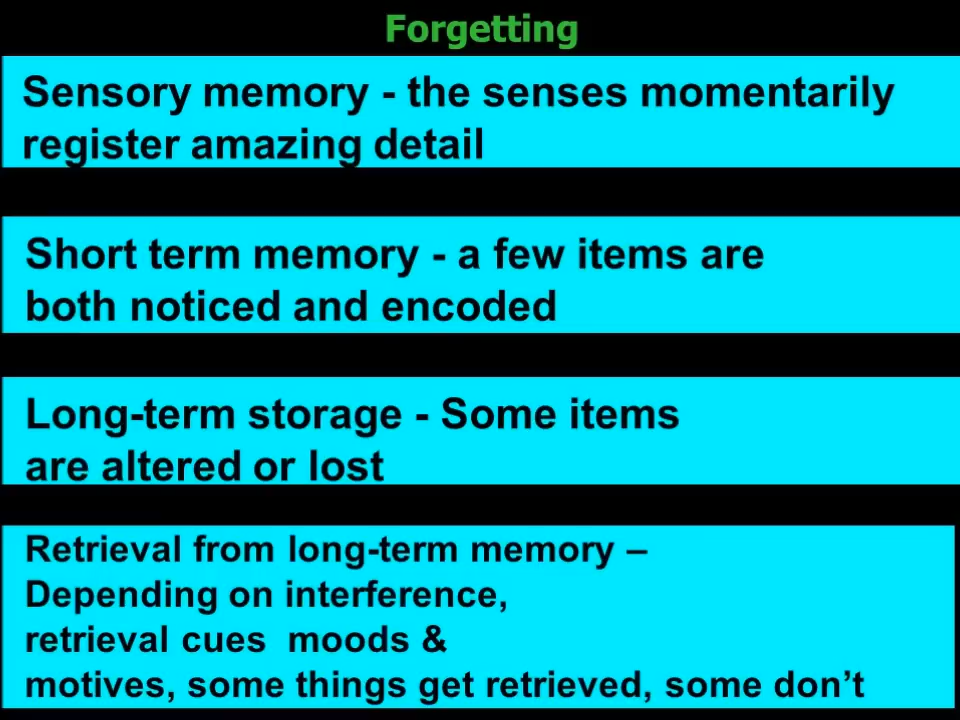 Forgetting
Sensory memory - the senses momentarily
register amazing detail
Short term memory - a few items are
both noticed and encoded
Long-term storage - Some items
are altered or lost
Retrieval from long-term memory –
Depending on interference,
retrieval cues  moods &
motives, some things get retrieved, some don’t